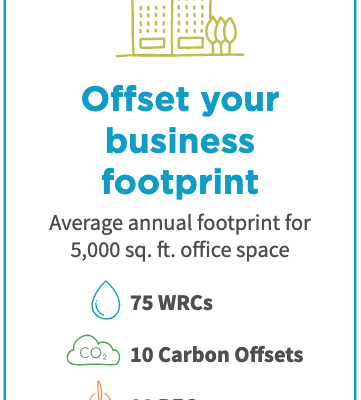 Offset your
business
footprint
Average annual footprint for
5,000 sq. ft. office space
75 WRCs
CO₂
10 Carbon Offsets